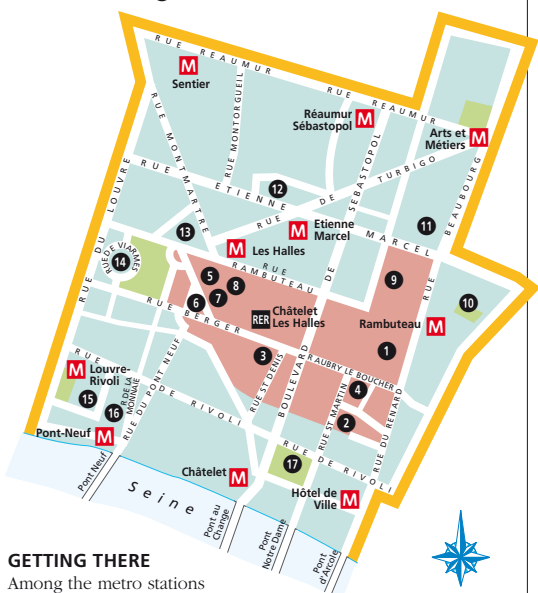 RUE REAUMUR
M
Sentier
RUE MONTORGUEIL
RUE REAUMUR
Réaumur
Sébastopol
M
Arts et
Métiers
M
RUE MONTMARTRE
RUE DU LOUVRE
RUE ETIENNE MARCEL
12
RUE DE TURBIGO
BOULEVARD DE SEBASTOPOL
RUE BEAUBOURG
11
13
M
Etienne
Marcel
M
Les Halles
RUE DE VIARMES
14
RUE RAMBUTEAU
5
8
9
6
7
RER
Châtelet
Les Halles
10
Rambuteau
M
RUE BERGER
3
1
R AUBRY LE BOUCHER
M
Louvre-
Rivoli
RUE DE RIVOLI
R DE LA
MONNAIE
RUE DU PONT NEUF
RUE ST DENIS
4
15
16
RUE ST MARTIN
2
RUE DU RENARD
Pont-Neuf
M
17
RUE DE RIVOLI
Pont Neuf
Seine
Châtelet
M
Hôtel de
Ville
M
Pont au
Change
Pont
Notre Dame
Pont
d'Arcole
GETTING THERE
Among the metro stations